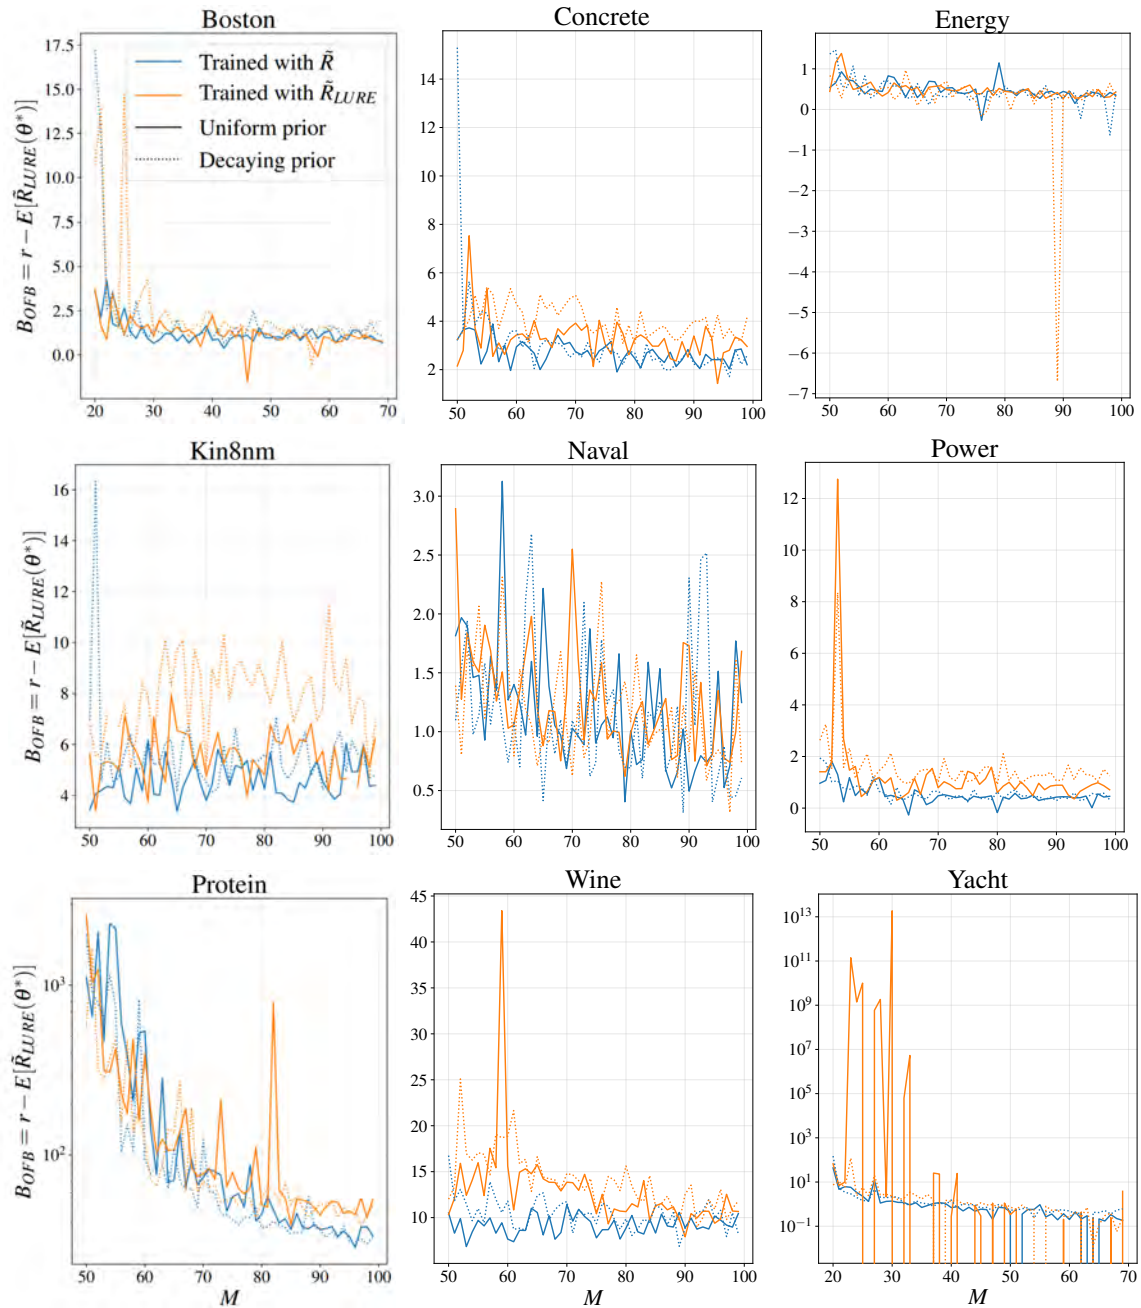 Boston
Concrete
Energy
Trained with R̃
Trained with R̃_LURE
Uniform prior
Decaying prior
B_OFB = r − E[R̃_LURE(θ*)]
17.5
15.0
12.5
10.0
7.5
5.0
2.5
0.0
20 30 40 50 60 70
14
12
10
8
6
4
2
50 60 70 80 90 100
1
0
−1
−2
−3
−4
−5
−6
−7
50 60 70 80 90 100
Kin8nm
Naval
Power
B_OFB = r − E[R̃_LURE(θ*)]
16
14
12
10
8
6
4
50 60 70 80 90 100
3.0
2.5
2.0
1.5
1.0
0.5
50 60 70 80 90 100
12
10
8
6
4
2
0
50 60 70 80 90 100
Protein
Wine
Yacht
B_OFB = r − E[R̃_LURE(θ*)]
10³
10²
50 60 70 80 90 100
M
45
40
35
30
25
20
15
10
50 60 70 80 90 100
10¹³
10¹¹
10⁹
10⁷
10⁵
10³
10¹
10⁻¹
20 30 40 50 60 70
M